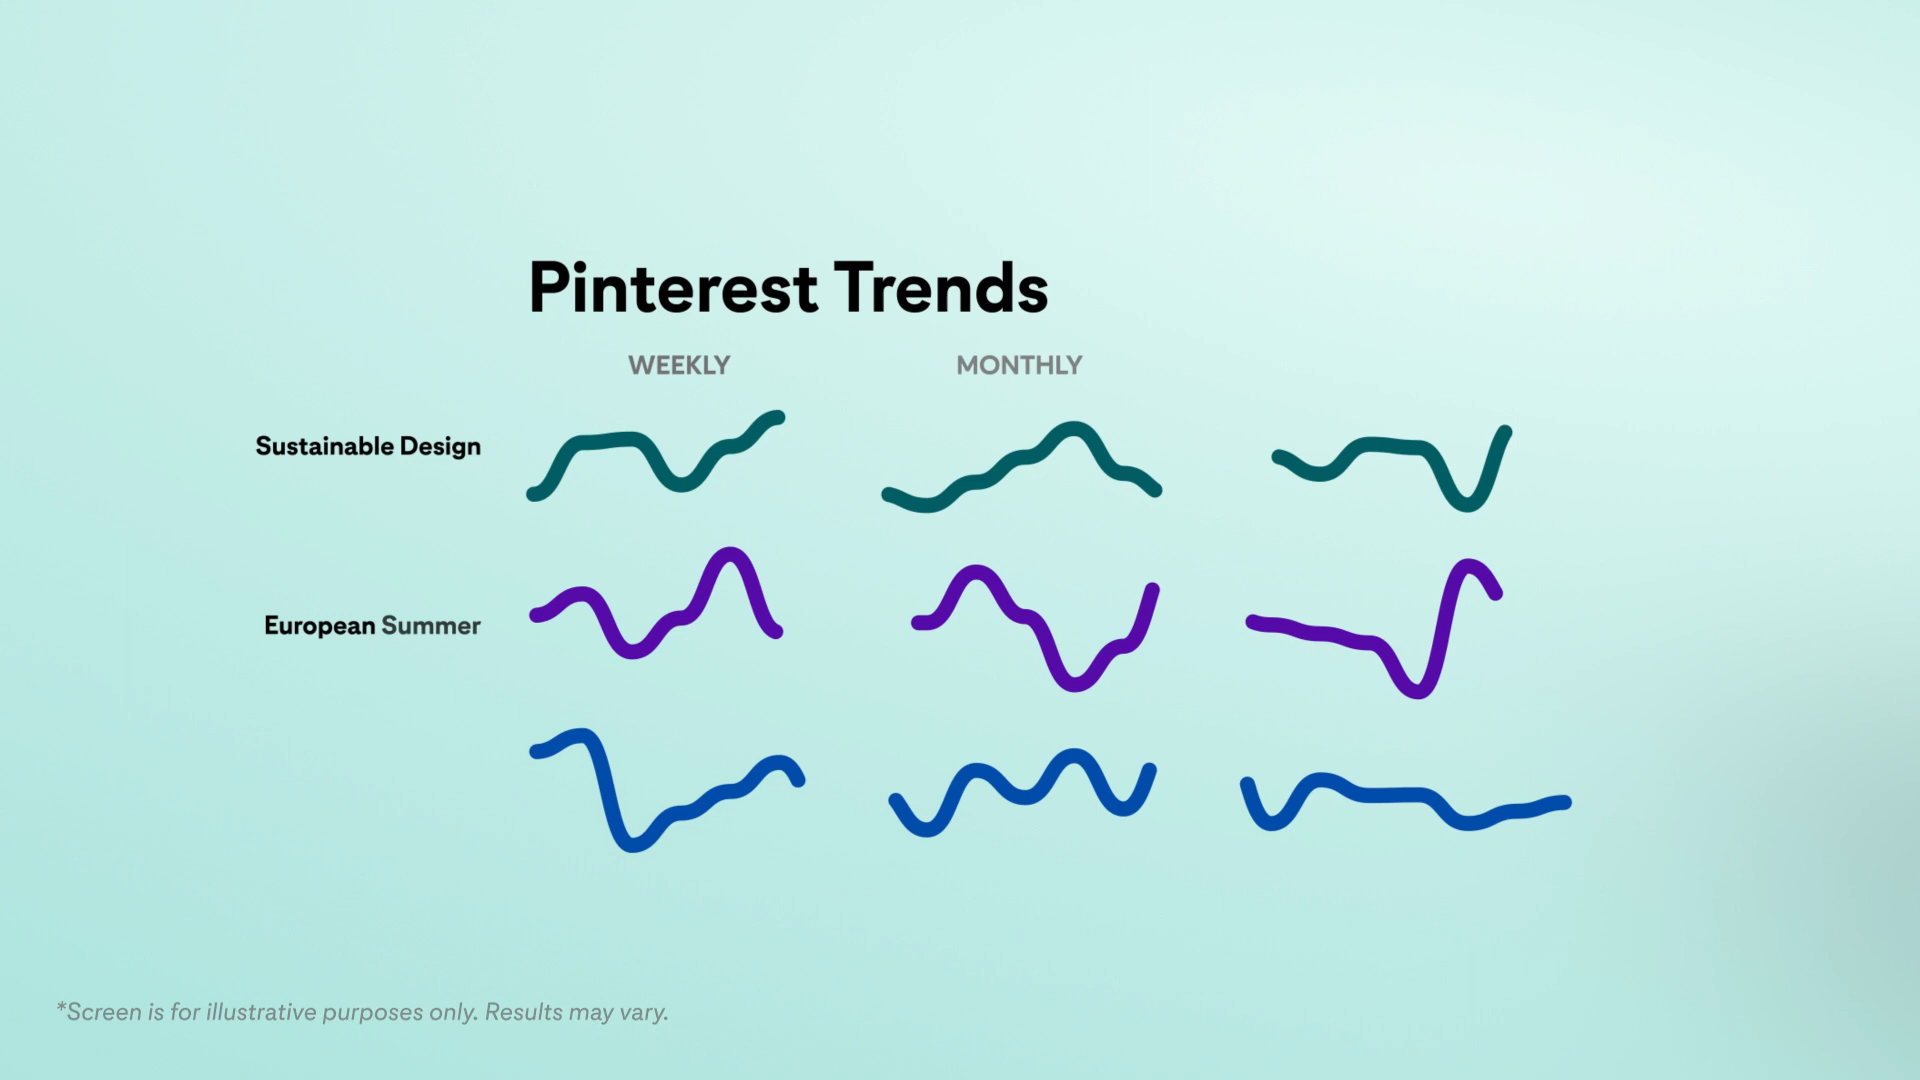 Pinterest Trends
WEEKLY MONTHLY
Sustainable Design
European Summer
*Screen is for illustrative purposes only. Results may vary.